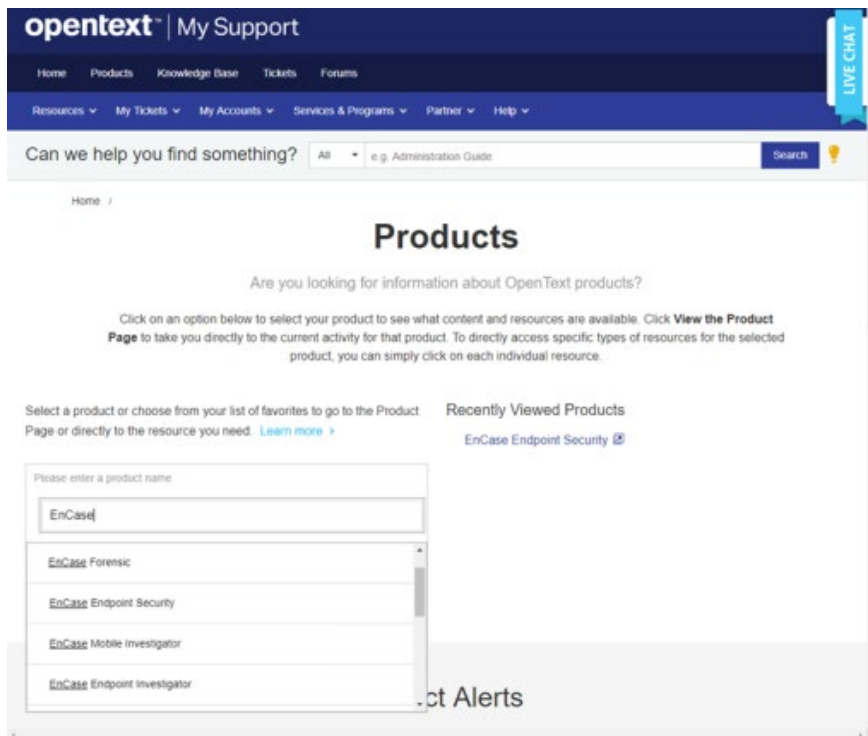 opentext™ | My Support
LIVE CHAT
Home Products Knowledge Base Tickets Forums
Resources My Tickets My Accounts Services & Programs Partner Help
Can we help you find something? All e.g. Administration Guide Search
Home /
Products
Are you looking for information about OpenText products?
Click on an option below to select your product to see what content and resources are available. Click View the Product
Page to take you directly to the current activity for that product. To directly access specific types of resources for the selected
product, you can simply click on each individual resource.
Select a product or choose from your list of favorites to go to the Product
Page or directly to the resource you need. Learn more ›
Recently Viewed Products
EnCase Endpoint Security
Please enter a product name
EnCase
EnCase Forensic
EnCase Endpoint Security
EnCase Mobile Investigator
EnCase Endpoint Investigator
ct Alerts